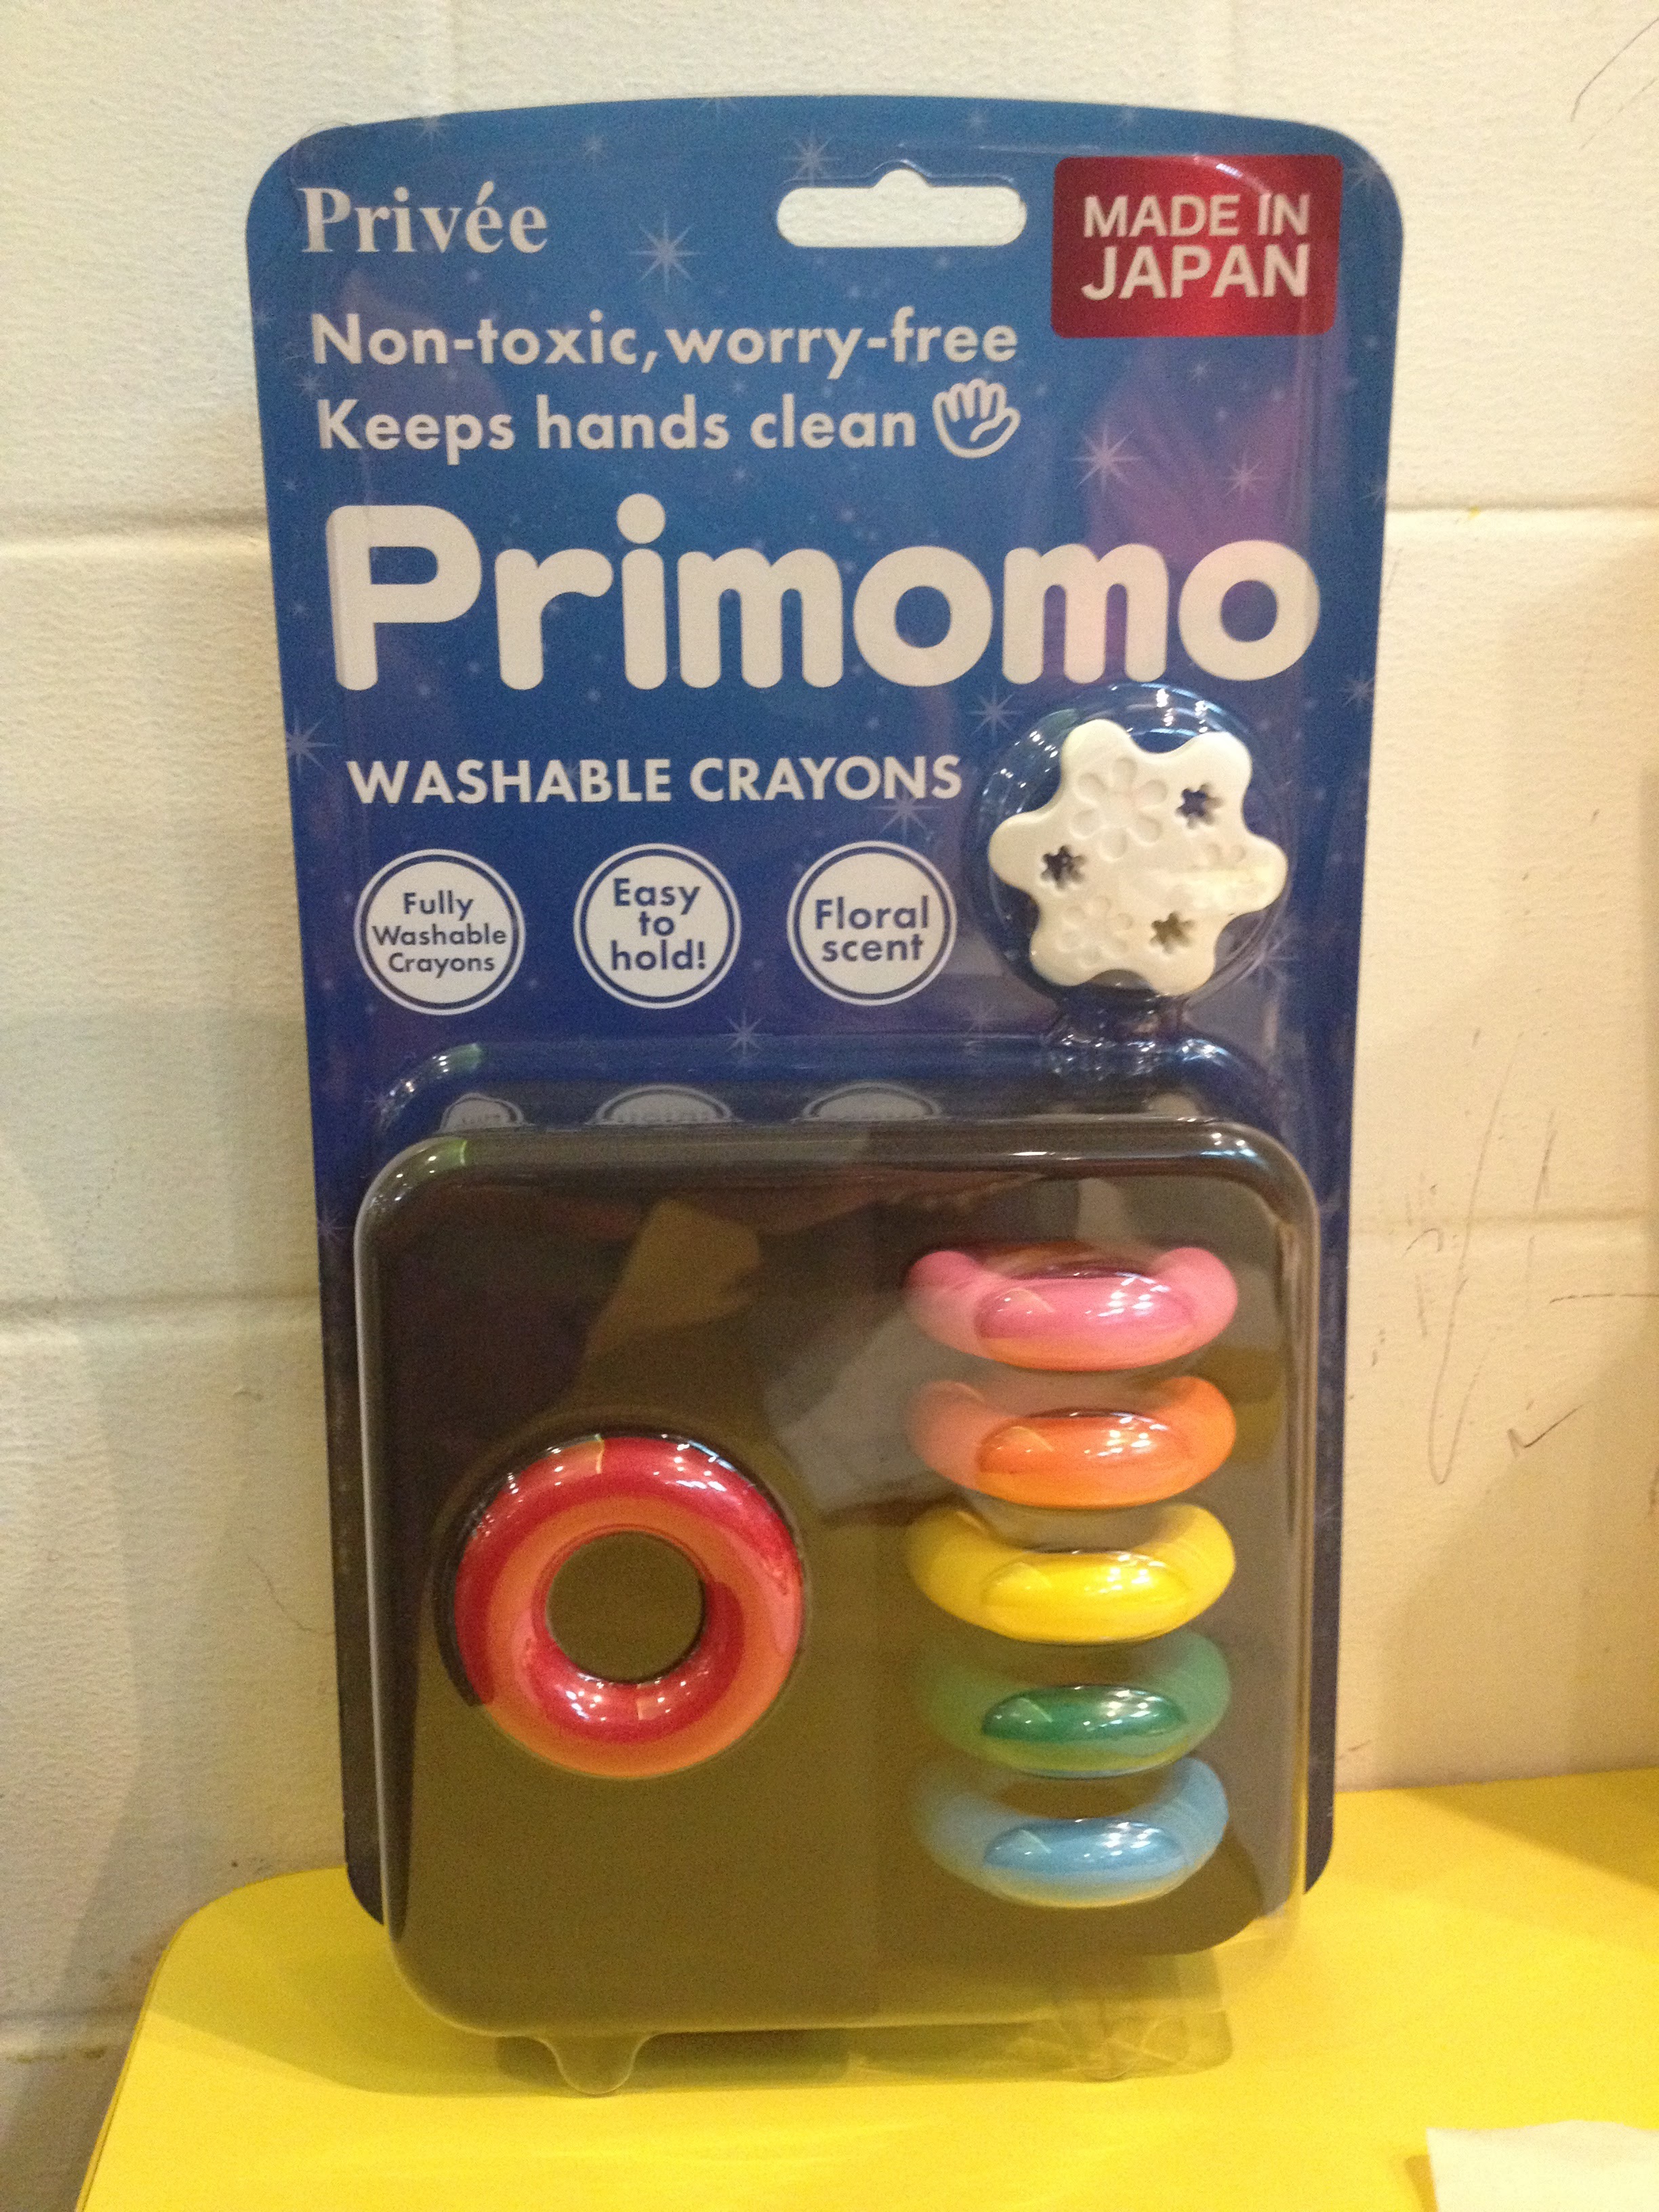 Privée
MADE IN
JAPAN
Non-toxic, worry-free
Keeps hands clean
Primomo
WASHABLE CRAYONS
Fully
Washable
Crayons
Easy
to
hold!
Floral
scent